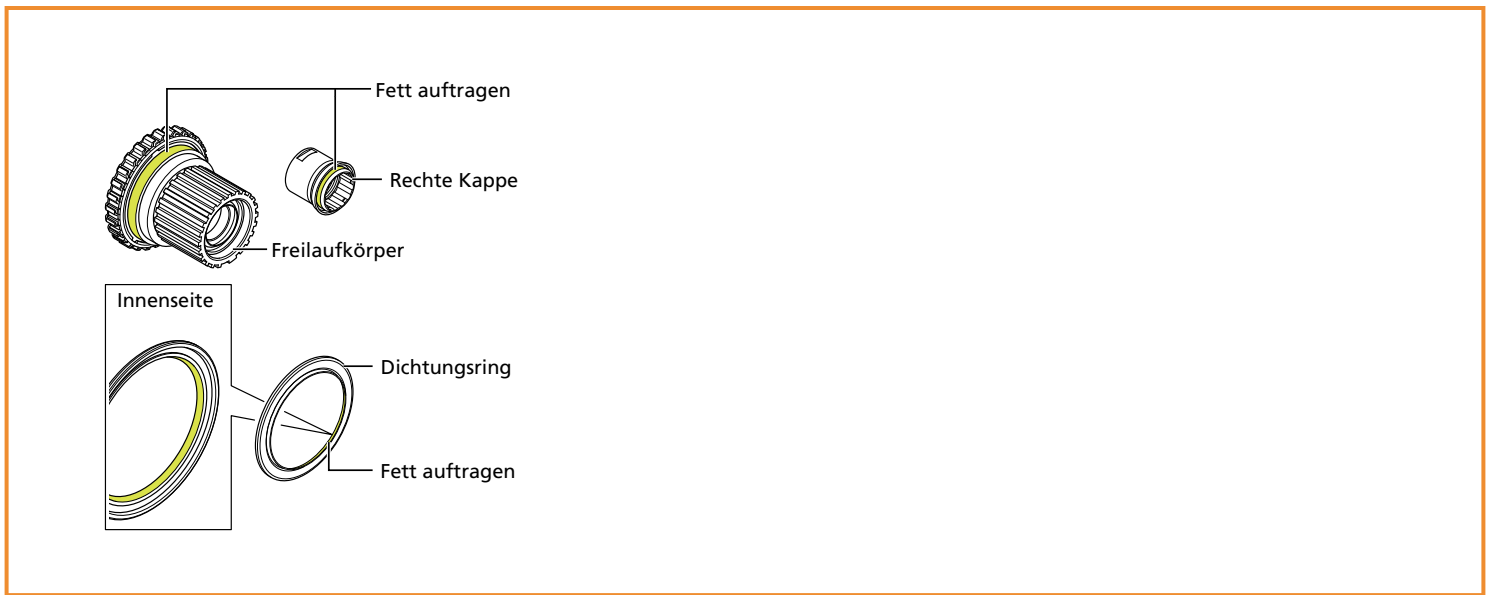 Fett auftragen
Rechte Kappe
Freilaufkörper
Innenseite
Dichtungsring
Fett auftragen